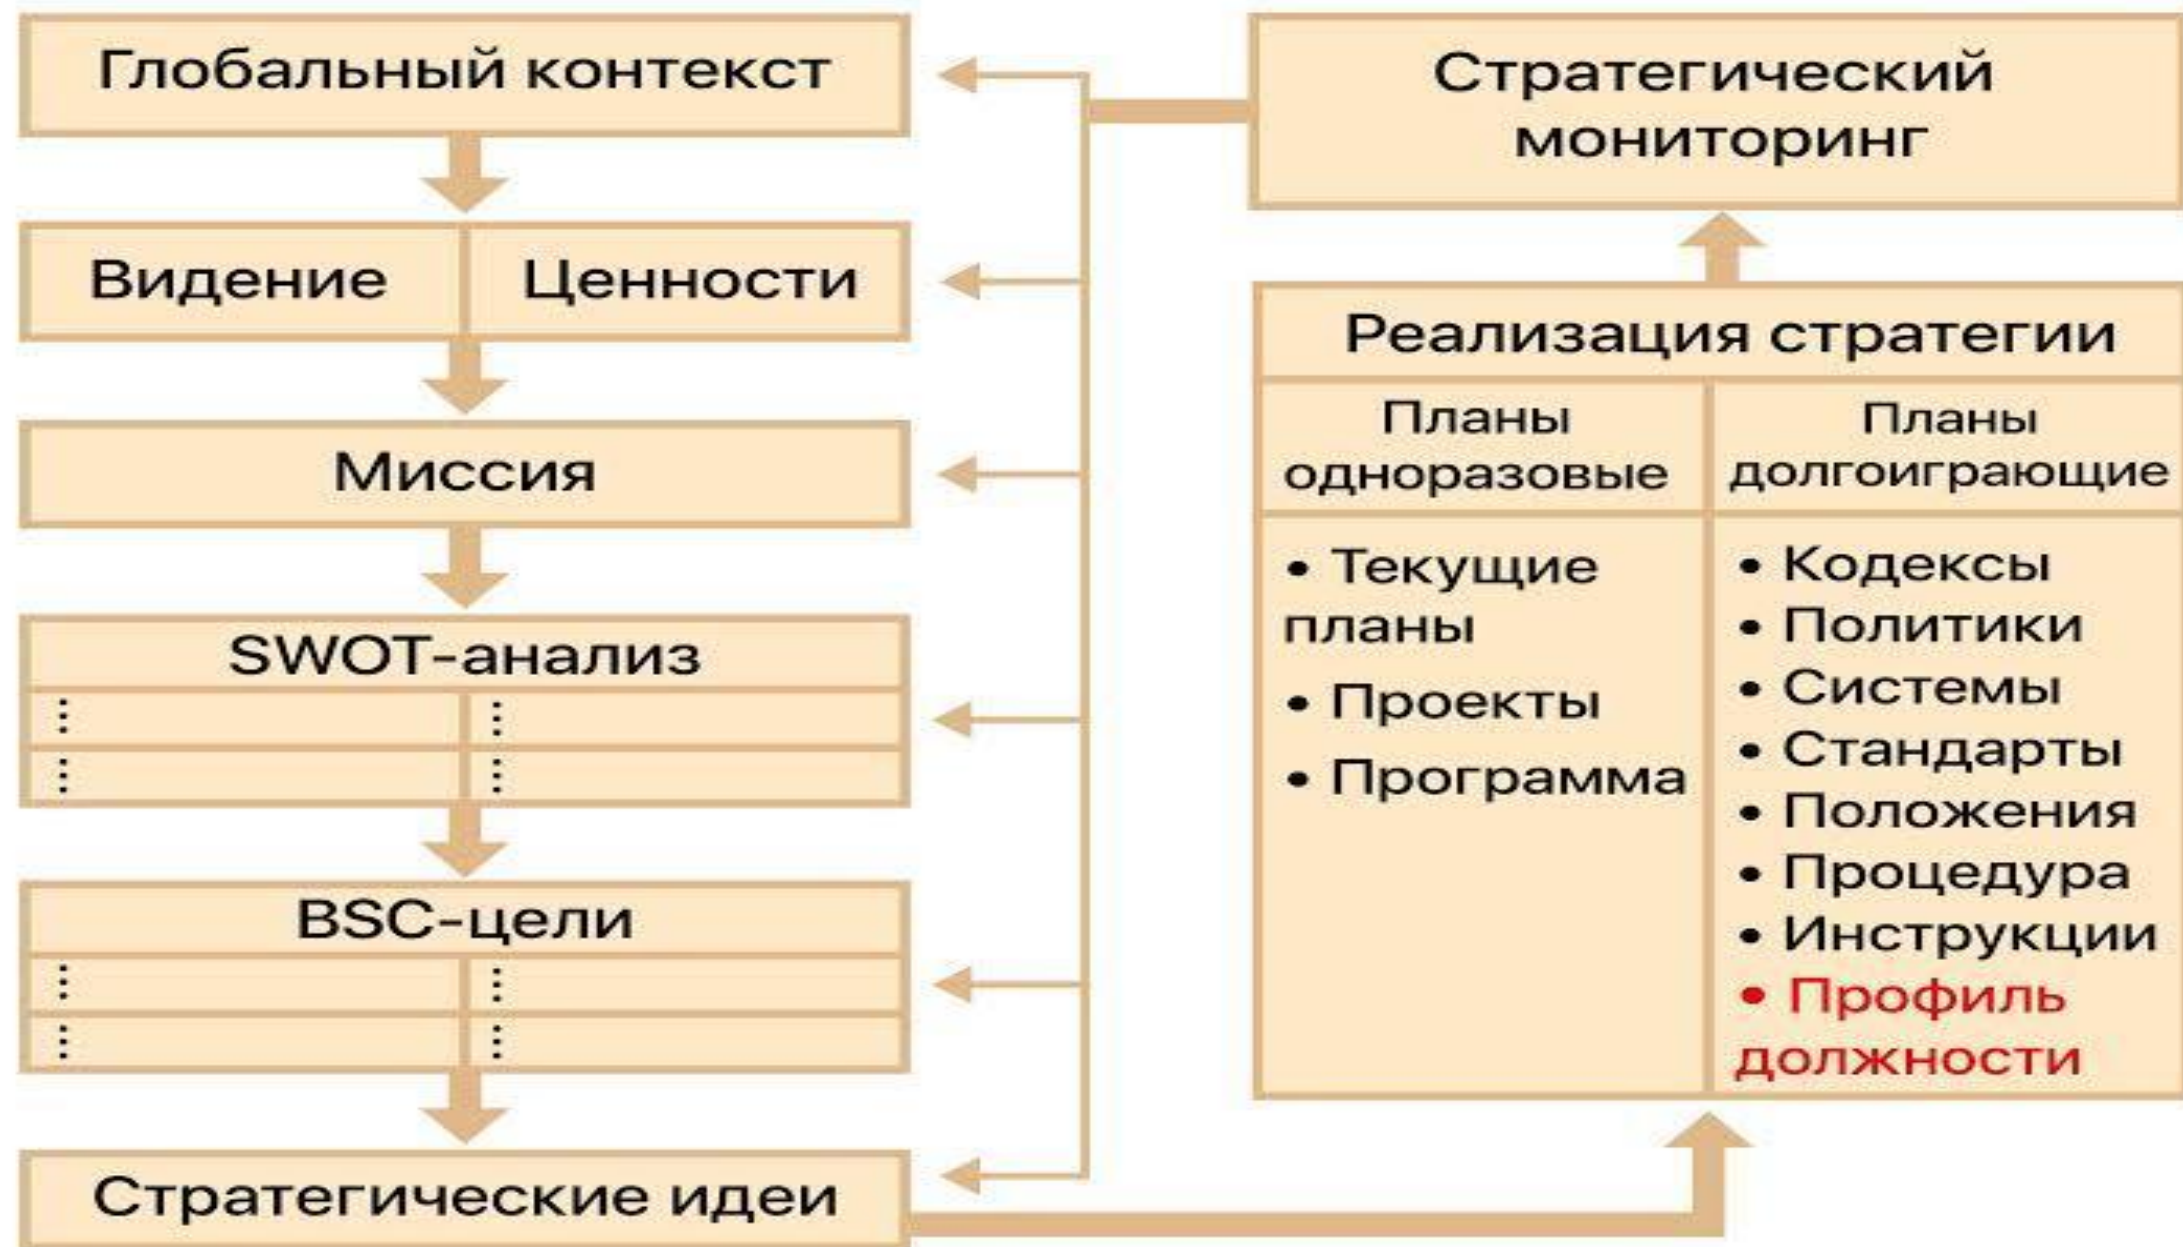 Глобальный контекст
Видение
Ценности
Миссия
SWOT-анализ
⋮
⋮
⋮
⋮
BSC-цели
⋮
⋮
⋮
⋮
Стратегические идеи
Стратегический
мониторинг
Реализация стратегии
Планы
одноразовые
• Текущие
планы
• Проекты
• Программа
Планы
долгоиграющие
• Кодексы
• Политики
• Системы
• Стандарты
• Положения
• Процедура
• Инструкции
• Профиль
должности